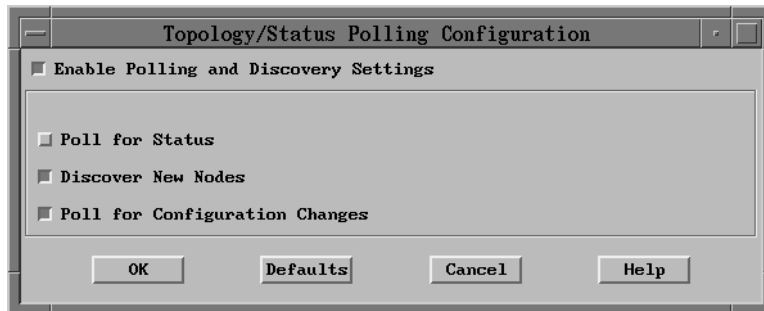 Topology/Status Polling Configuration
Enable Polling and Discovery Settings
Poll for Status
Discover New Nodes
Poll for Configuration Changes
OK Defaults Cancel Help